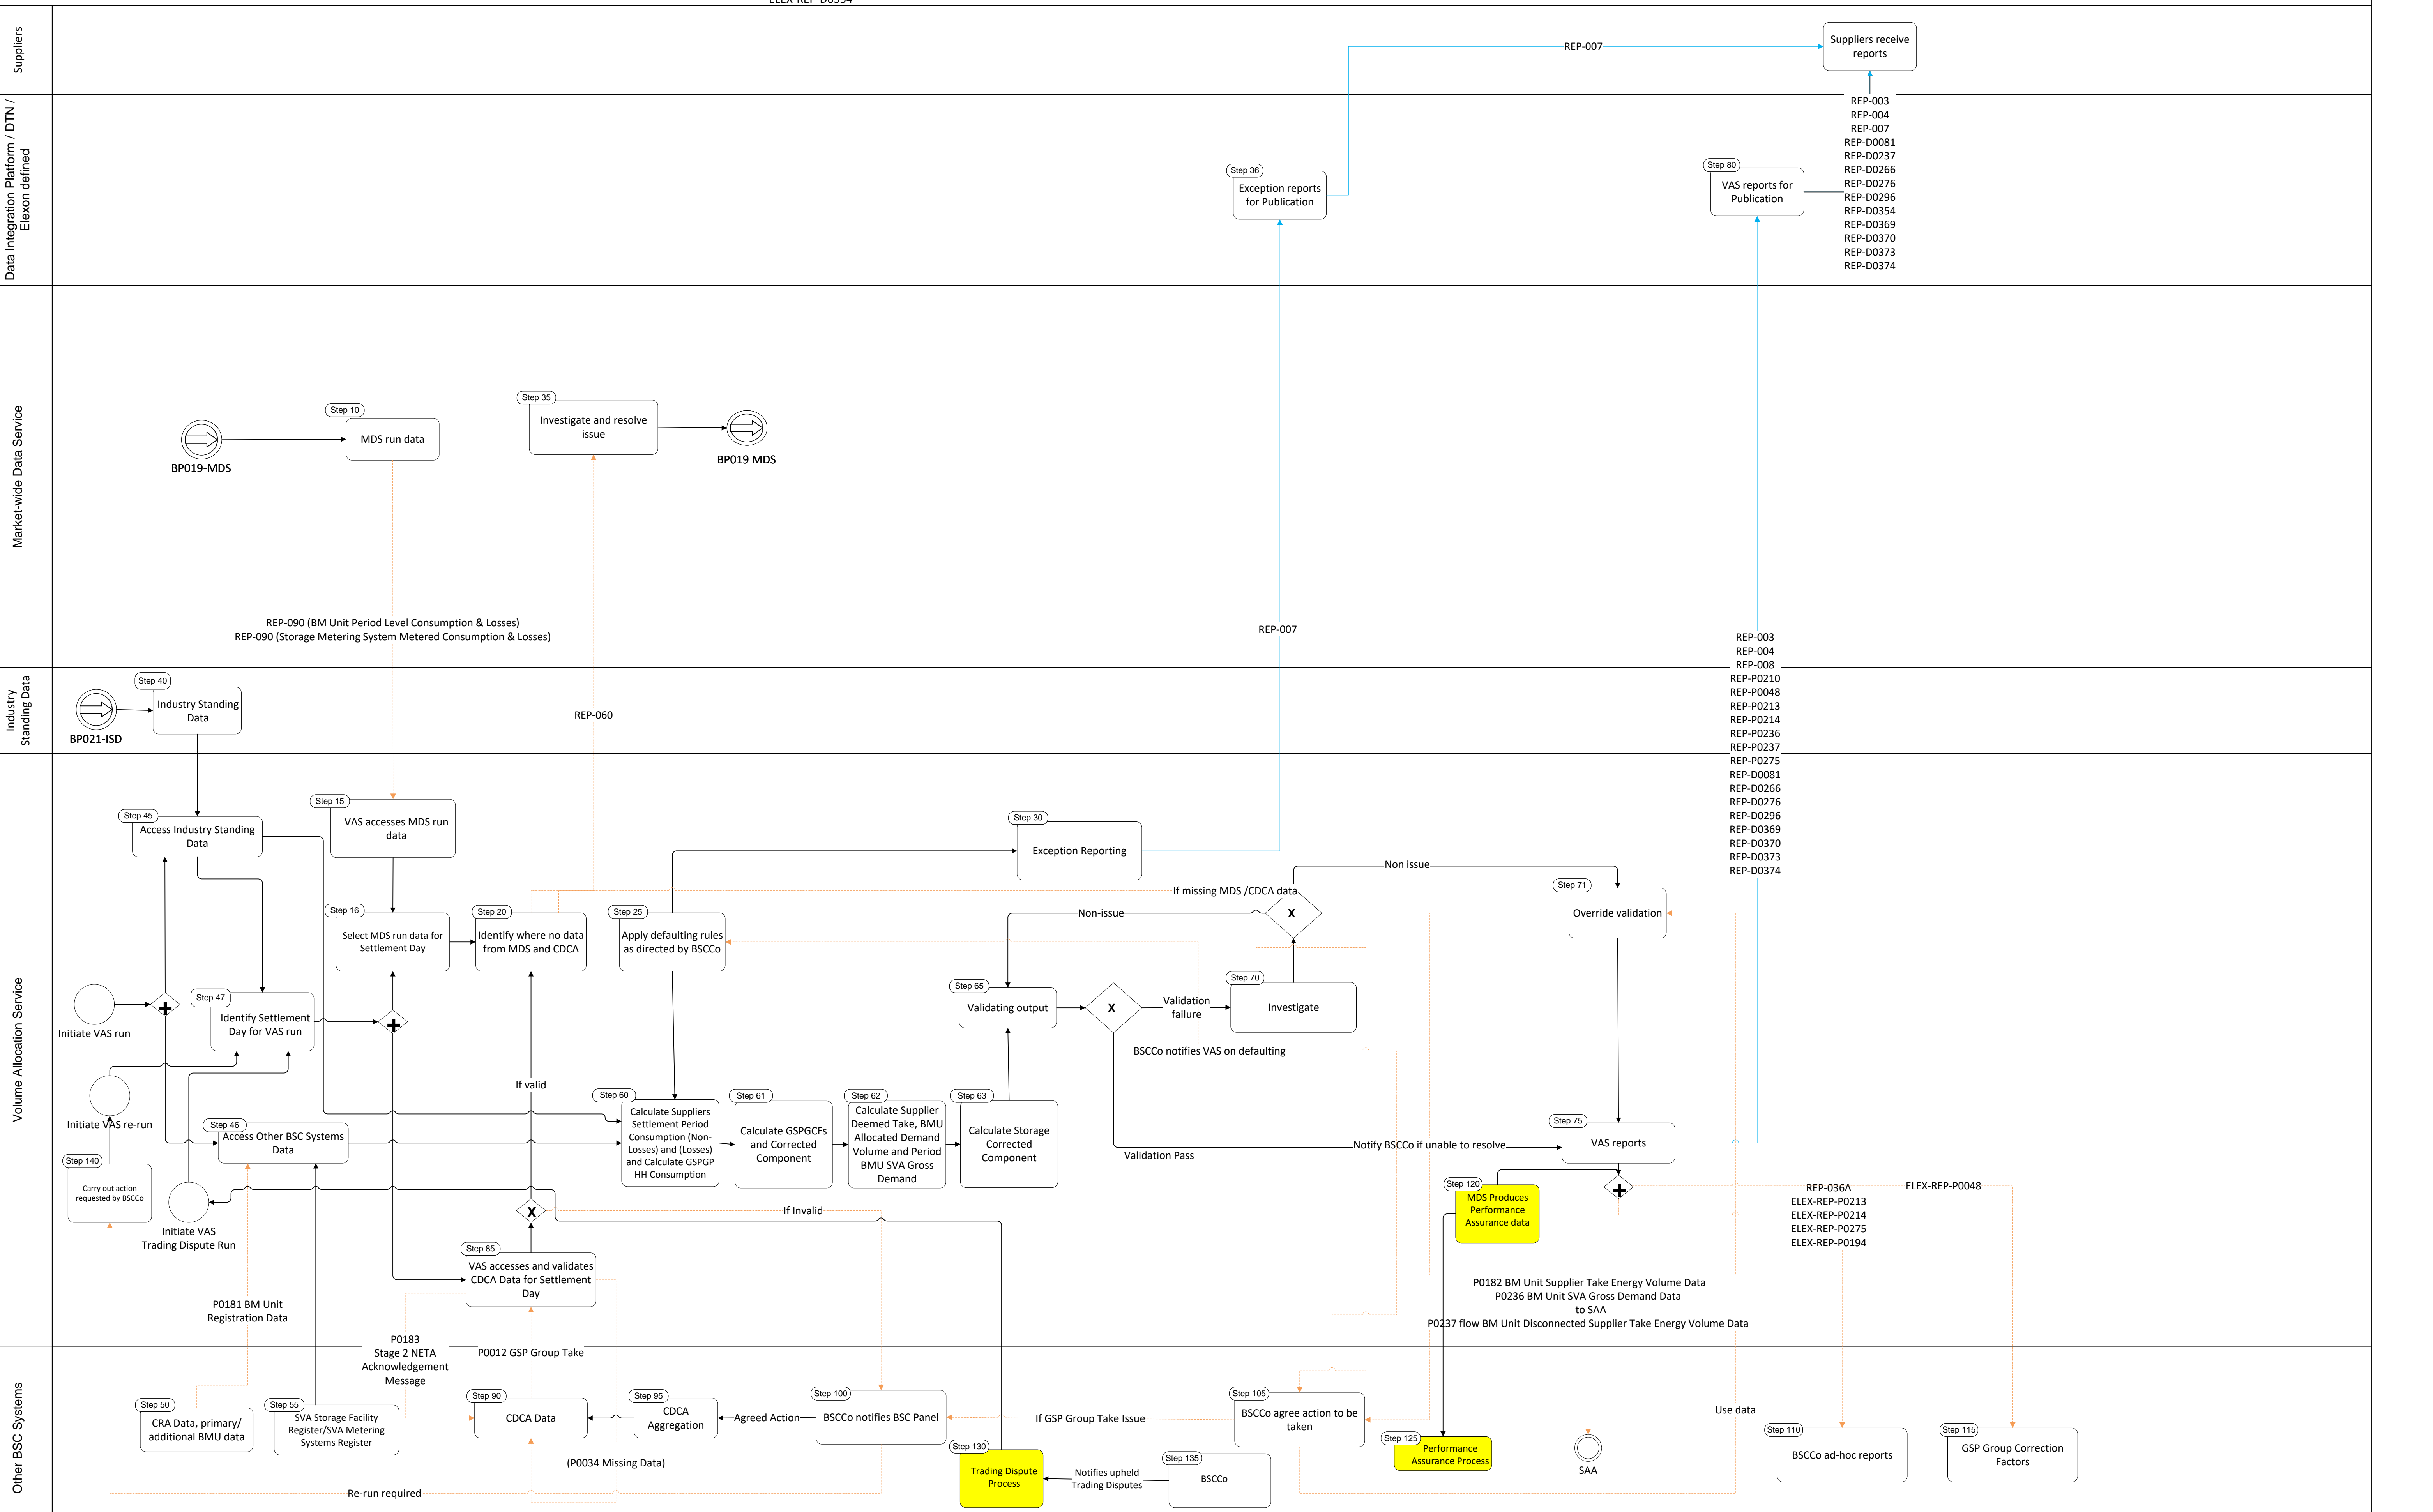 ELEX-REP-D0354
Suppliers
REP-007
Suppliers receive
reports
Data Integration Platform / DTN /
Elexon defined
Step 36
Exception reports
for Publication
Step 80
VAS reports for
Publication
REP-003
REP-004
REP-007
REP-D0081
REP-D0237
REP-D0266
REP-D0276
REP-D0296
REP-D0354
REP-D0369
REP-D0370
REP-D0373
REP-D0374
Market-wide Data Service
BP019-MDS
Step 10
MDS run data
Step 35
Investigate and resolve
issue
BP019 MDS
REP-090 (BM Unit Period Level Consumption & Losses)
REP-090 (Storage Metering System Metered Consumption & Losses)
REP-007
REP-003
REP-004
REP-008
REP-P0210
REP-P0048
REP-P0213
REP-P0214
REP-P0236
REP-P0237
REP-P0275
REP-D0081
REP-D0266
REP-D0276
REP-D0296
REP-D0369
REP-D0370
REP-D0373
REP-D0374
Industry
Standing Data
BP021-ISD
Step 40
Industry Standing
Data
REP-060
Volume Allocation Service
Step 45
Access Industry Standing
Data
Step 15
VAS accesses MDS run
data
Step 30
Exception Reporting
Non issue
If missing MDS /CDCA data
Step 16
Select MDS run data for
Settlement Day
Step 20
Identify where no data
from MDS and CDCA
Step 25
Apply defaulting rules
as directed by BSCCo
Non-issue
X
Step 71
Override validation
Initiate VAS run
Step 47
Identify Settlement
Day for VAS run
Step 65
Validating output
X
Validation
failure
Step 70
Investigate
BSCCo notifies VAS on defaulting
Initiate VAS re-run
If valid
Step 46
Access Other BSC Systems
Data
Step 60
Calculate Suppliers
Settlement Period
Consumption (Non-
Losses) and (Losses)
and Calculate GSPGP
HH Consumption
Step 61
Calculate GSPGCFs
and Corrected
Component
Step 62
Calculate Supplier
Deemed Take, BMU
Allocated Demand
Volume and Period
BMU SVA Gross
Demand
Step 63
Calculate Storage
Corrected
Component
Validation Pass
Notify BSCCo if unable to resolve
Step 75
VAS reports
Step 140
Carry out action
requested by BSCCo
Initiate VAS
Trading Dispute Run
X
If Invalid
Step 120
MDS Produces
Performance
Assurance data
REP-036A
ELEX-REP-P0213
ELEX-REP-P0214
ELEX-REP-P0275
ELEX-REP-P0194
ELEX-REP-P0048
Step 85
VAS accesses and validates
CDCA Data for Settlement
Day
P0181 BM Unit
Registration Data
P0182 BM Unit Supplier Take Energy Volume Data
P0236 BM Unit SVA Gross Demand Data
to SAA
P0237 flow BM Unit Disconnected Supplier Take Energy Volume Data
P0183
Stage 2 NETA
Acknowledgement
Message
P0012 GSP Group Take
Other BSC Systems
Step 50
CRA Data, primary/
additional BMU data
Step 55
SVA Storage Facility
Register/SVA Metering
Systems Register
Step 90
CDCA Data
Step 95
CDCA
Aggregation
Agreed Action
Step 100
BSCCo notifies BSC Panel
If GSP Group Take Issue
Step 105
BSCCo agree action to be
taken
Step 125
Performance
Assurance Process
SAA
Use data
Step 110
BSCCo ad-hoc reports
Step 115
GSP Group Correction
Factors
(P0034 Missing Data)
Re-run required
Step 130
Trading Dispute
Process
Notifies upheld
Trading Disputes
Step 135
BSCCo